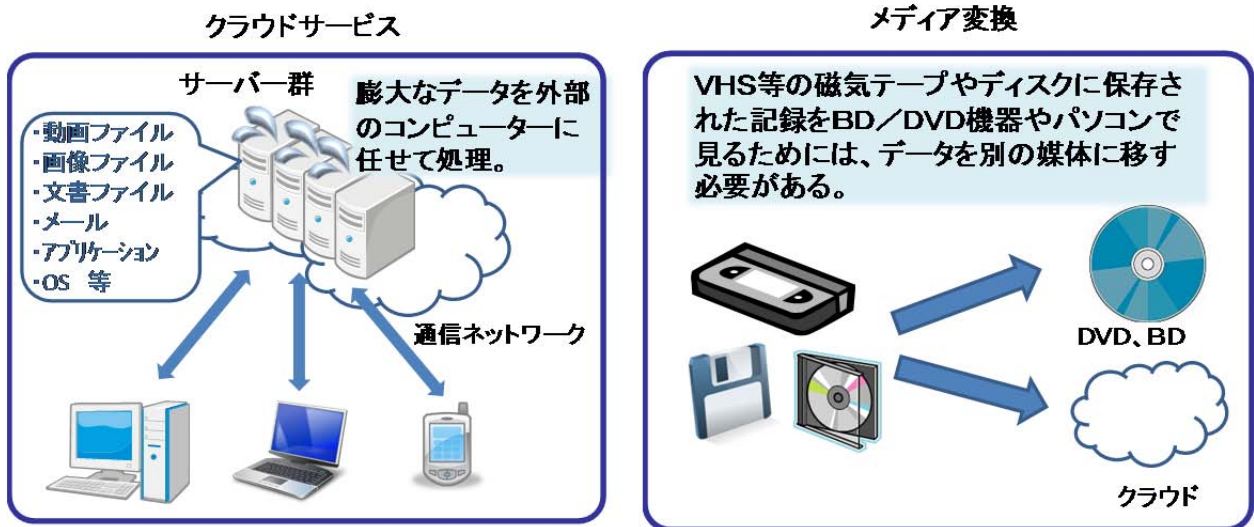 クラウドサービス
サーバー群
膨大なデータを外部
のコンピューターに
任せて処理。
・動画ファイル
・画像ファイル
・文書ファイル
・メール
・アプリケーション
・OS 等
通信ネットワーク
メディア変換
VHS等の磁気テープやディスクに保存さ
れた記録をBD／DVD機器やパソコンで
見るためには、データを別の媒体に移す
必要がある。
DVD、BD
クラウド